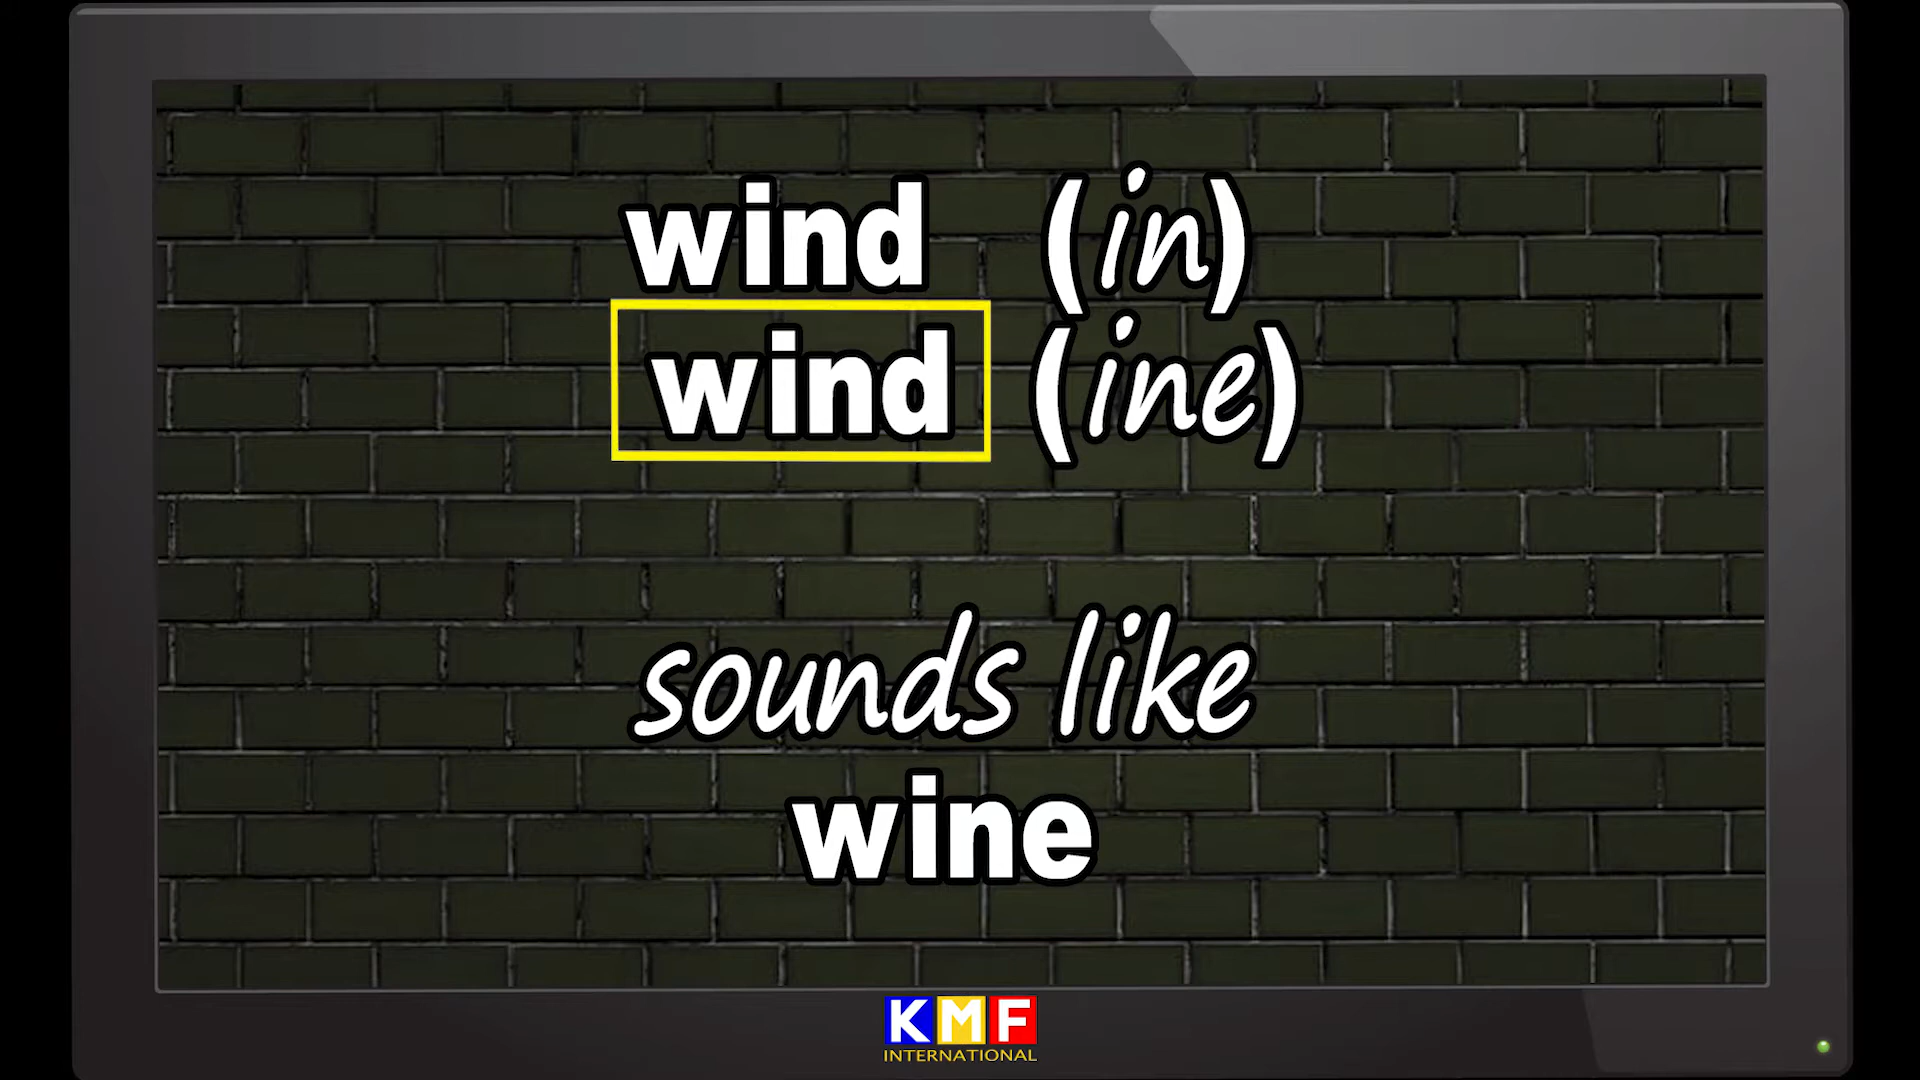 wind (in)
wind (ine)
sounds like
wine
KMF
INTERNATIONAL